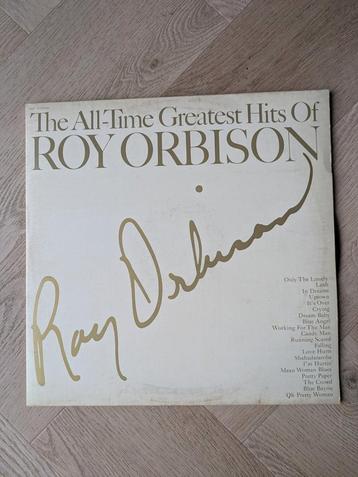 The All-Time Greatest Hits Of
ROY ORBISON
Roy Orbison
Only The Lonely
Leah
In Dreams
Uptown
It's Over
Crying
Dream Baby
Blue Angel
Working For The Man
Candy Man
Running Scared
Falling
Love Hurts
Mean Woman Blues
Pretty Paper
The Crowd
Blue Bayou
Oh Pretty Woman